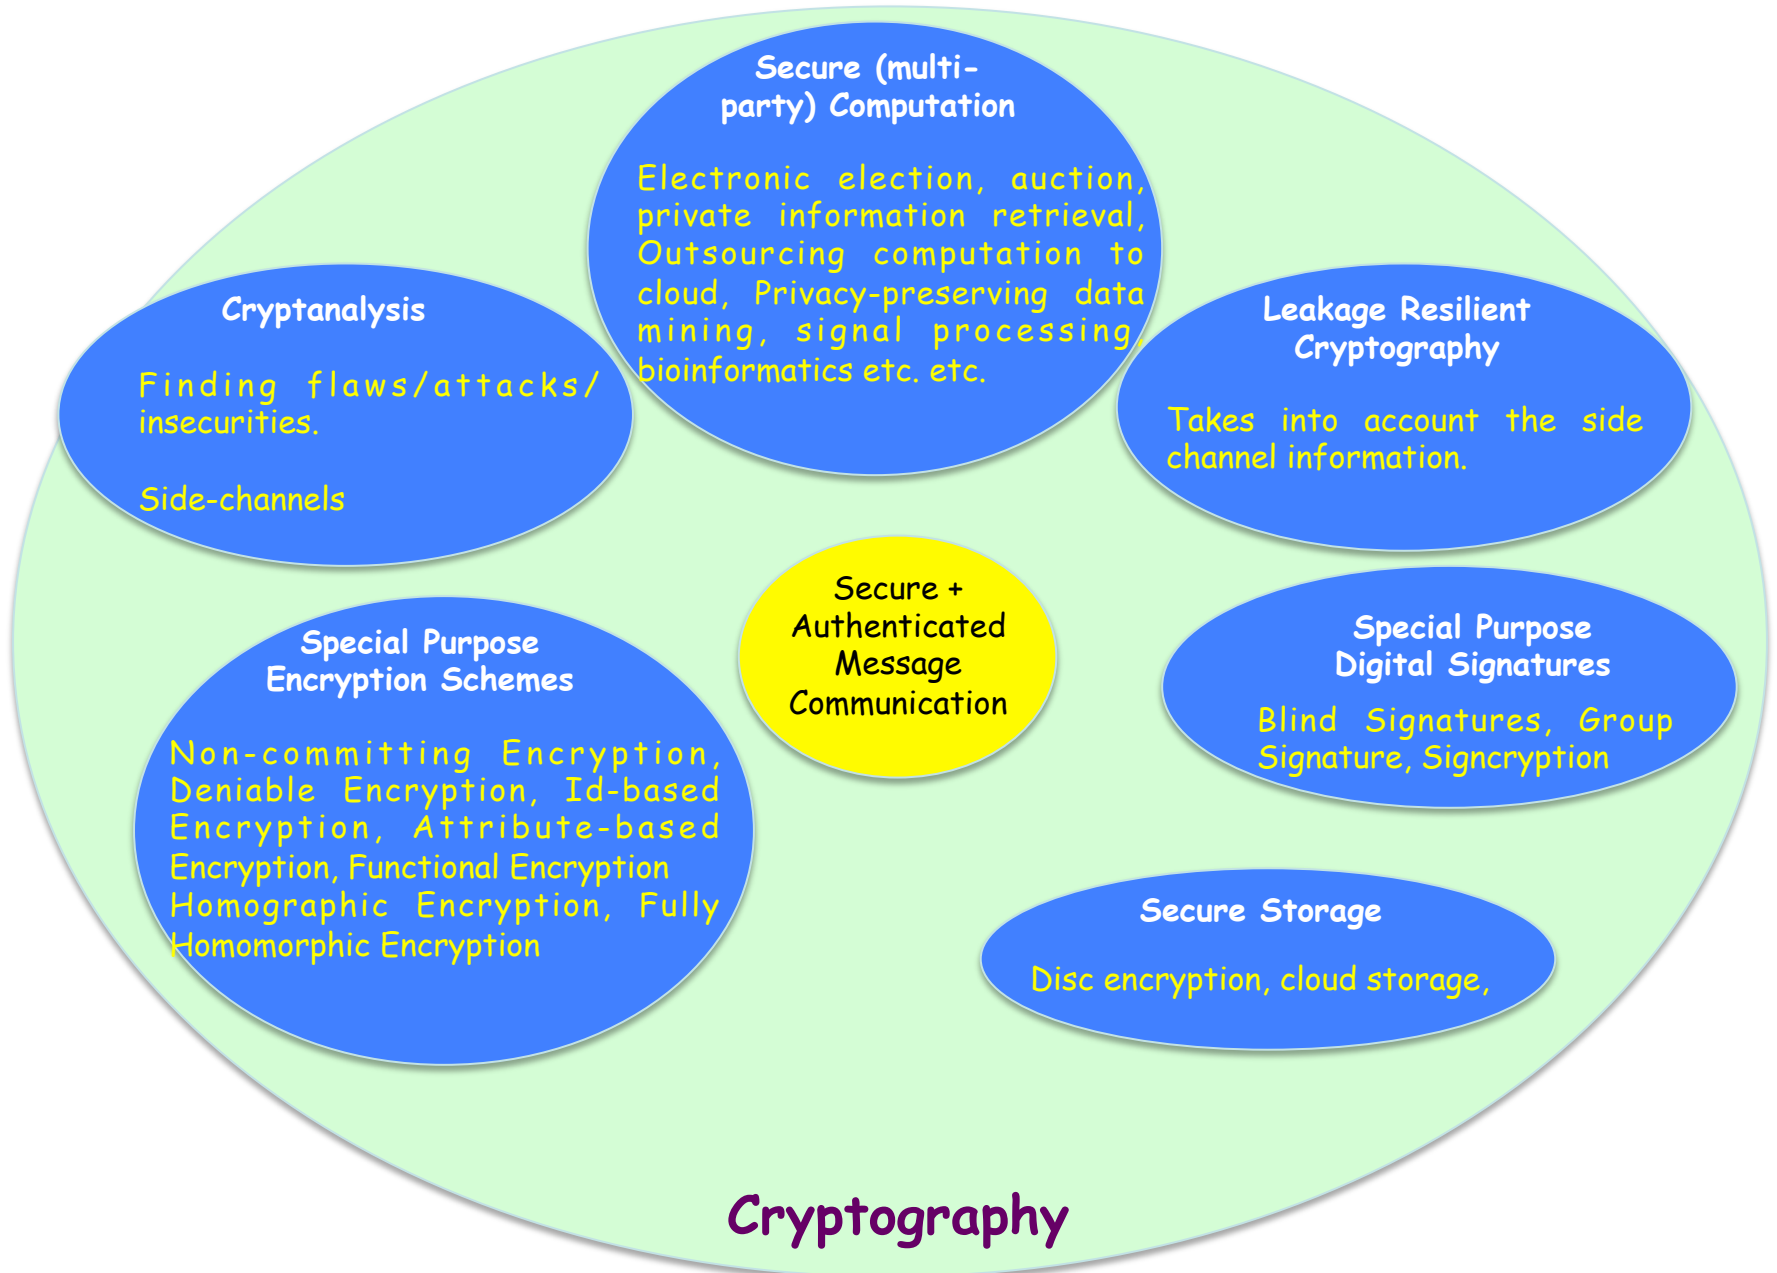 Secure (multi-
party) Computation
Electronic election, auction,
private information retrieval,
Outsourcing computation to
cloud, Privacy-preserving data
mining, signal processing,
bioinformatics etc. etc.
Cryptanalysis
Finding flaws/attacks/
insecurities.
Side-channels
Leakage Resilient
Cryptography
Takes into account the side
channel information.
Secure +
Authenticated
Message
Communication
Special Purpose
Encryption Schemes
Non-committing Encryption,
Deniable Encryption, Id-based
Encryption, Attribute-based
Encryption, Functional Encryption
Homographic Encryption, Fully
Homomorphic Encryption
Special Purpose
Digital Signatures
Blind Signatures, Group
Signature, Signcryption
Secure Storage
Disc encryption, cloud storage,
Cryptography